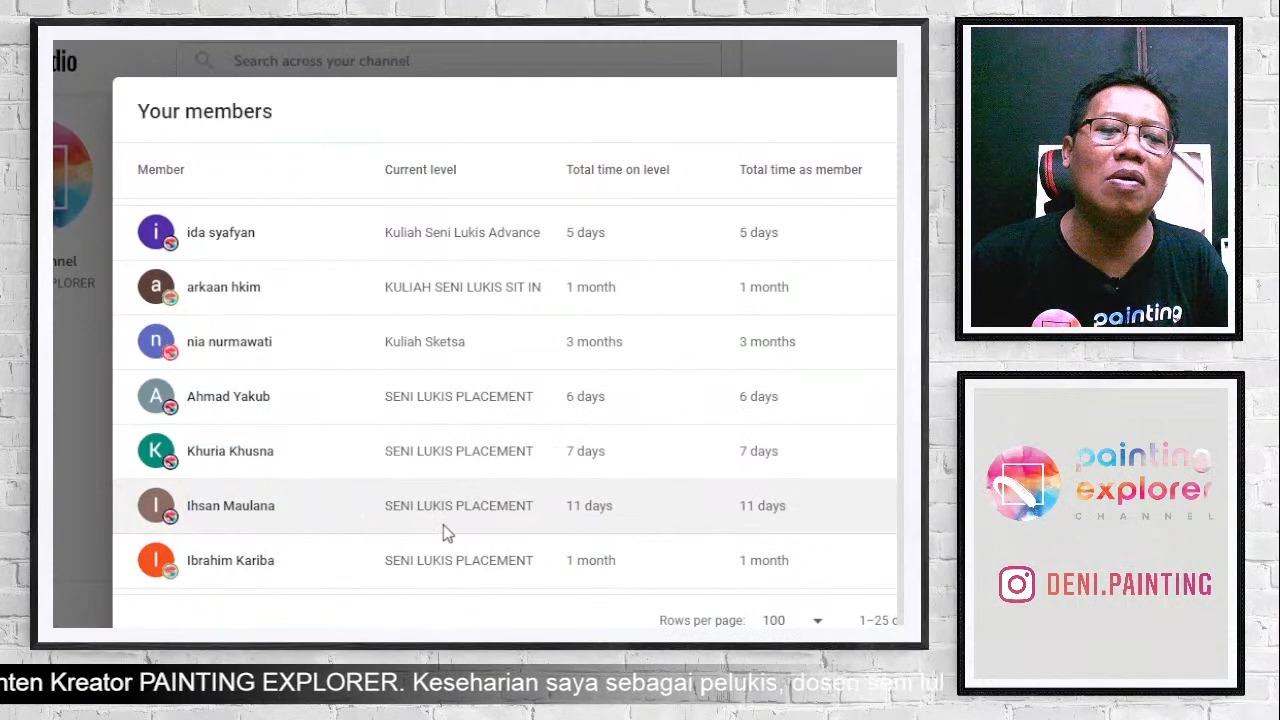 dio
Search across your channel
Your members
Member Current level Total time on level Total time as member
i ida syafyan Kuliah Seni Lukis Advance 5 days 5 days
a arkaan hkim KULIAH SENI LUKIS SIT IN 1 month 1 month
n nia nurmawati Kuliah Sketsa 3 months 3 months
A Ahmad Yakub SENI LUKIS PLACEMENT 6 days 6 days
K Khuria Khusna SENI LUKIS PLACEMENT 7 days 7 days
I Ihsan Maulana SENI LUKIS PLACEMENT 11 days 11 days
I Ibrahim Kariba SENI LUKIS PLACEMENT 1 month 1 month
Rows per page: 100 1–25
nnel
PLORER
painting
painting
explorer
CHANNEL
DENI.PAINTING
nten Kreator PAINTING EXPLORER. Keseharian saya sebagai pelukis, dosen seni lul